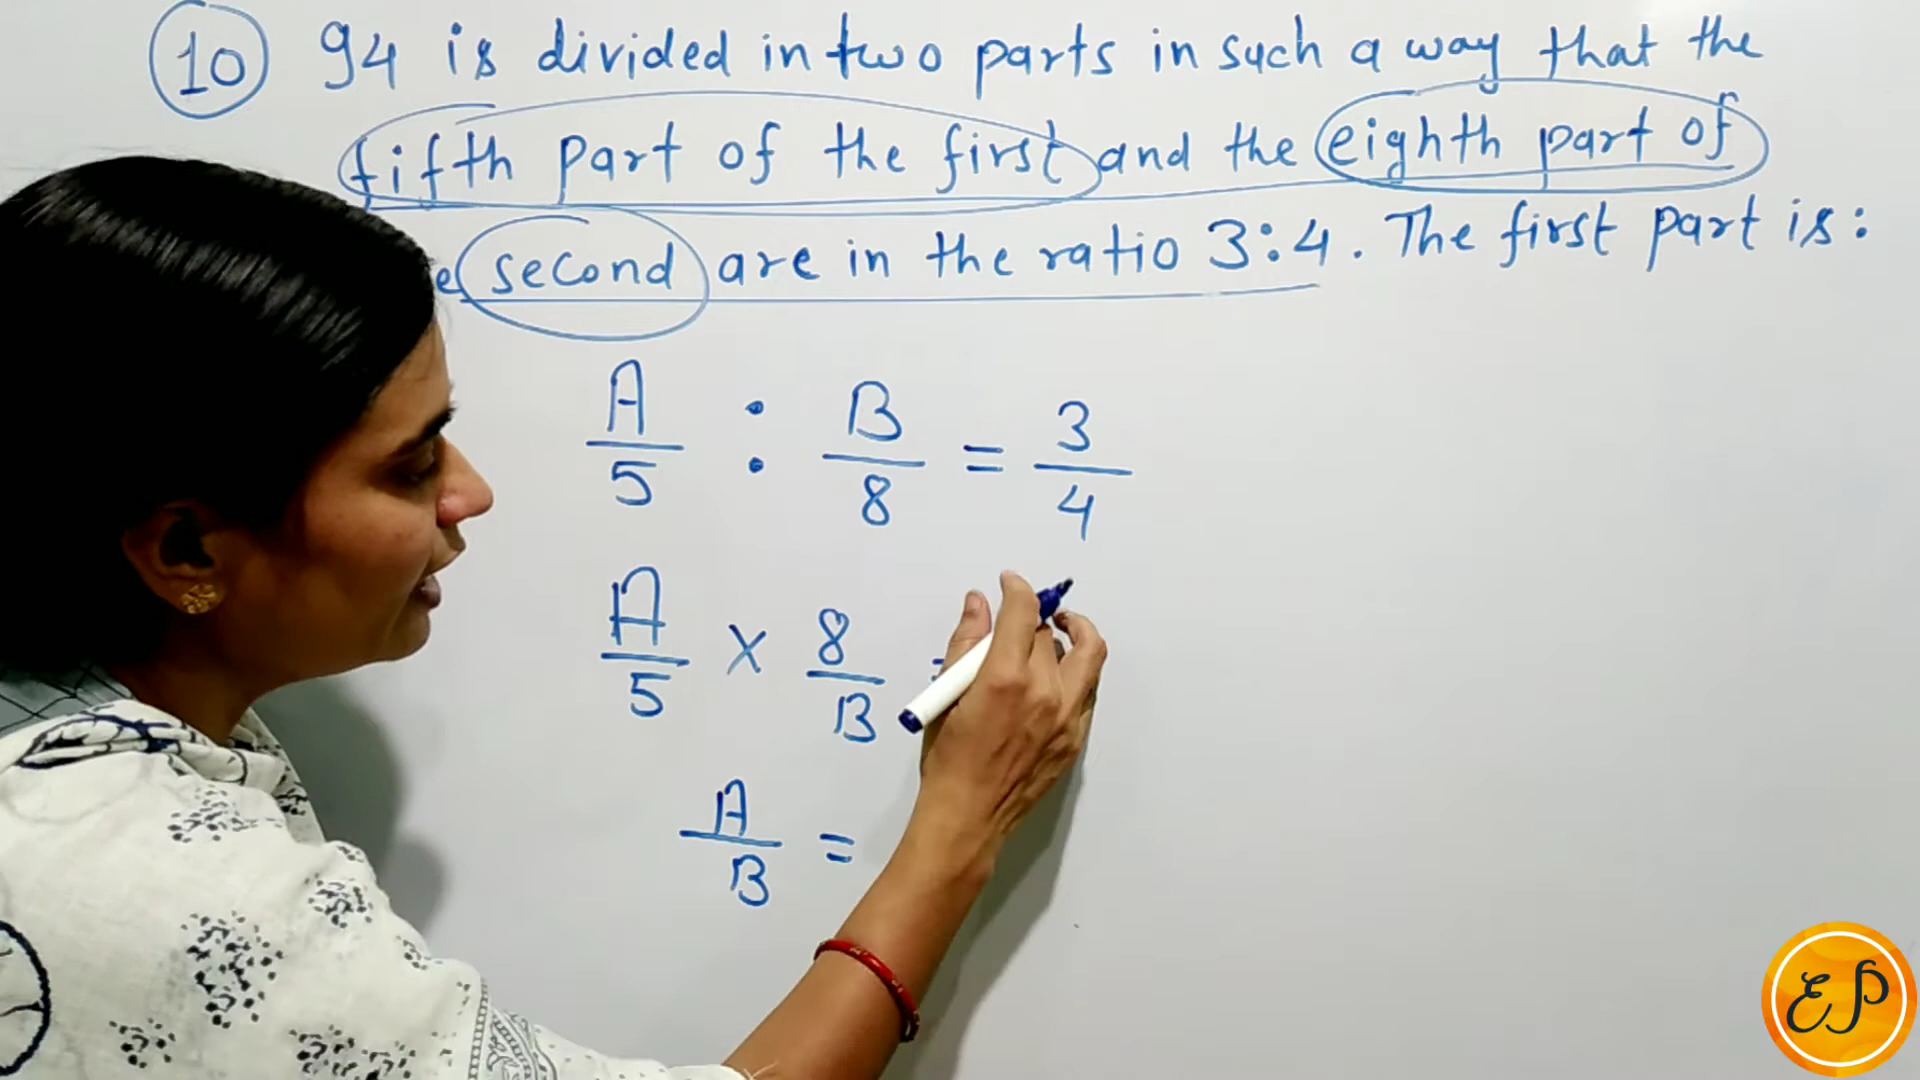 10 94 is divided in two parts in such a way that the
fifth part of the first and the eighth part of
second are in the ratio 3:4. The first part is:
A/5 : B/8 = 3/4
A/5 × 8/B =
A/B =
EP